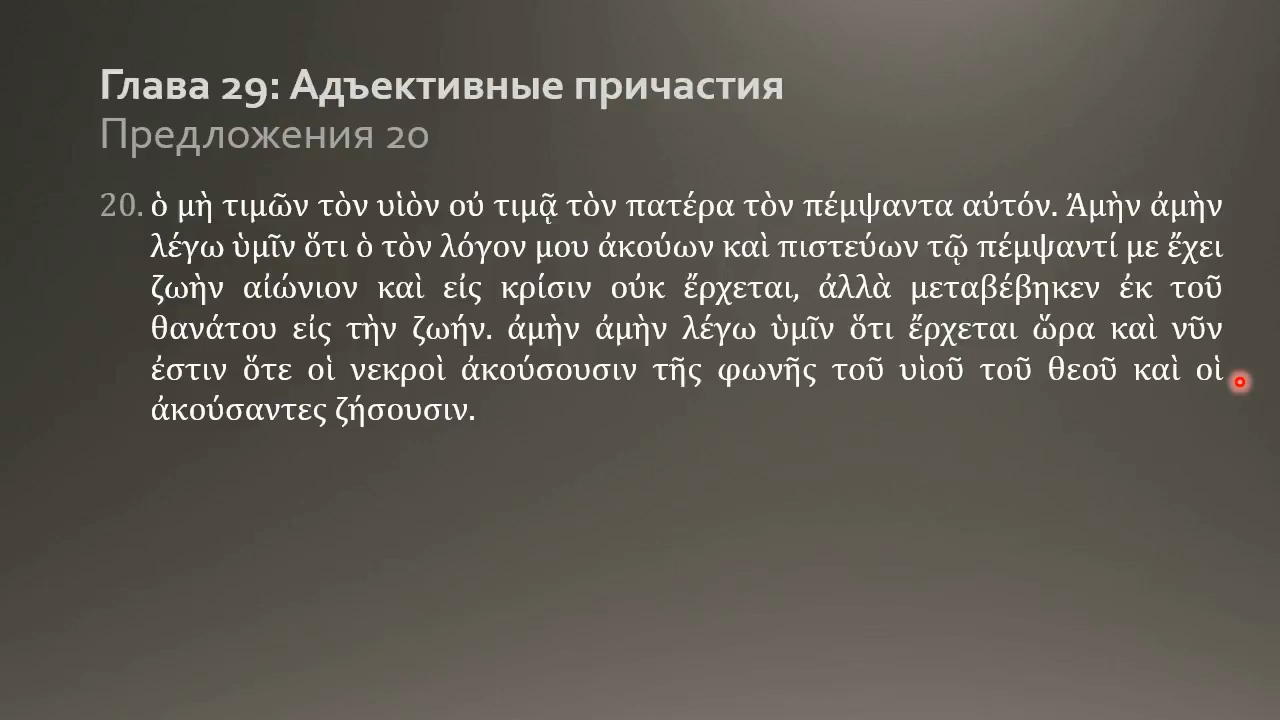 Глава 29: Адъективные причастия
Предложения 20
20. ὁ μὴ τιμῶν τὸν υἱὸν οὐ τιμᾷ τὸν πατέρα τὸν πέμψαντα αὐτόν. Ἀμὴν ἀμὴν
λέγω ὑμῖν ὅτι ὁ τὸν λόγον μου ἀκούων καὶ πιστεύων τῷ πέμψαντί με ἔχει
ζωὴν αἰώνιον καὶ εἰς κρίσιν οὐκ ἔρχεται, ἀλλὰ μεταβέβηκεν ἐκ τοῦ
θανάτου εἰς τὴν ζωήν. ἀμὴν ἀμὴν λέγω ὑμῖν ὅτι ἔρχεται ὥρα καὶ νῦν
ἐστιν ὅτε οἱ νεκροὶ ἀκούσουσιν τῆς φωνῆς τοῦ υἱοῦ τοῦ θεοῦ καὶ οἱ
ἀκούσαντες ζήσουσιν.